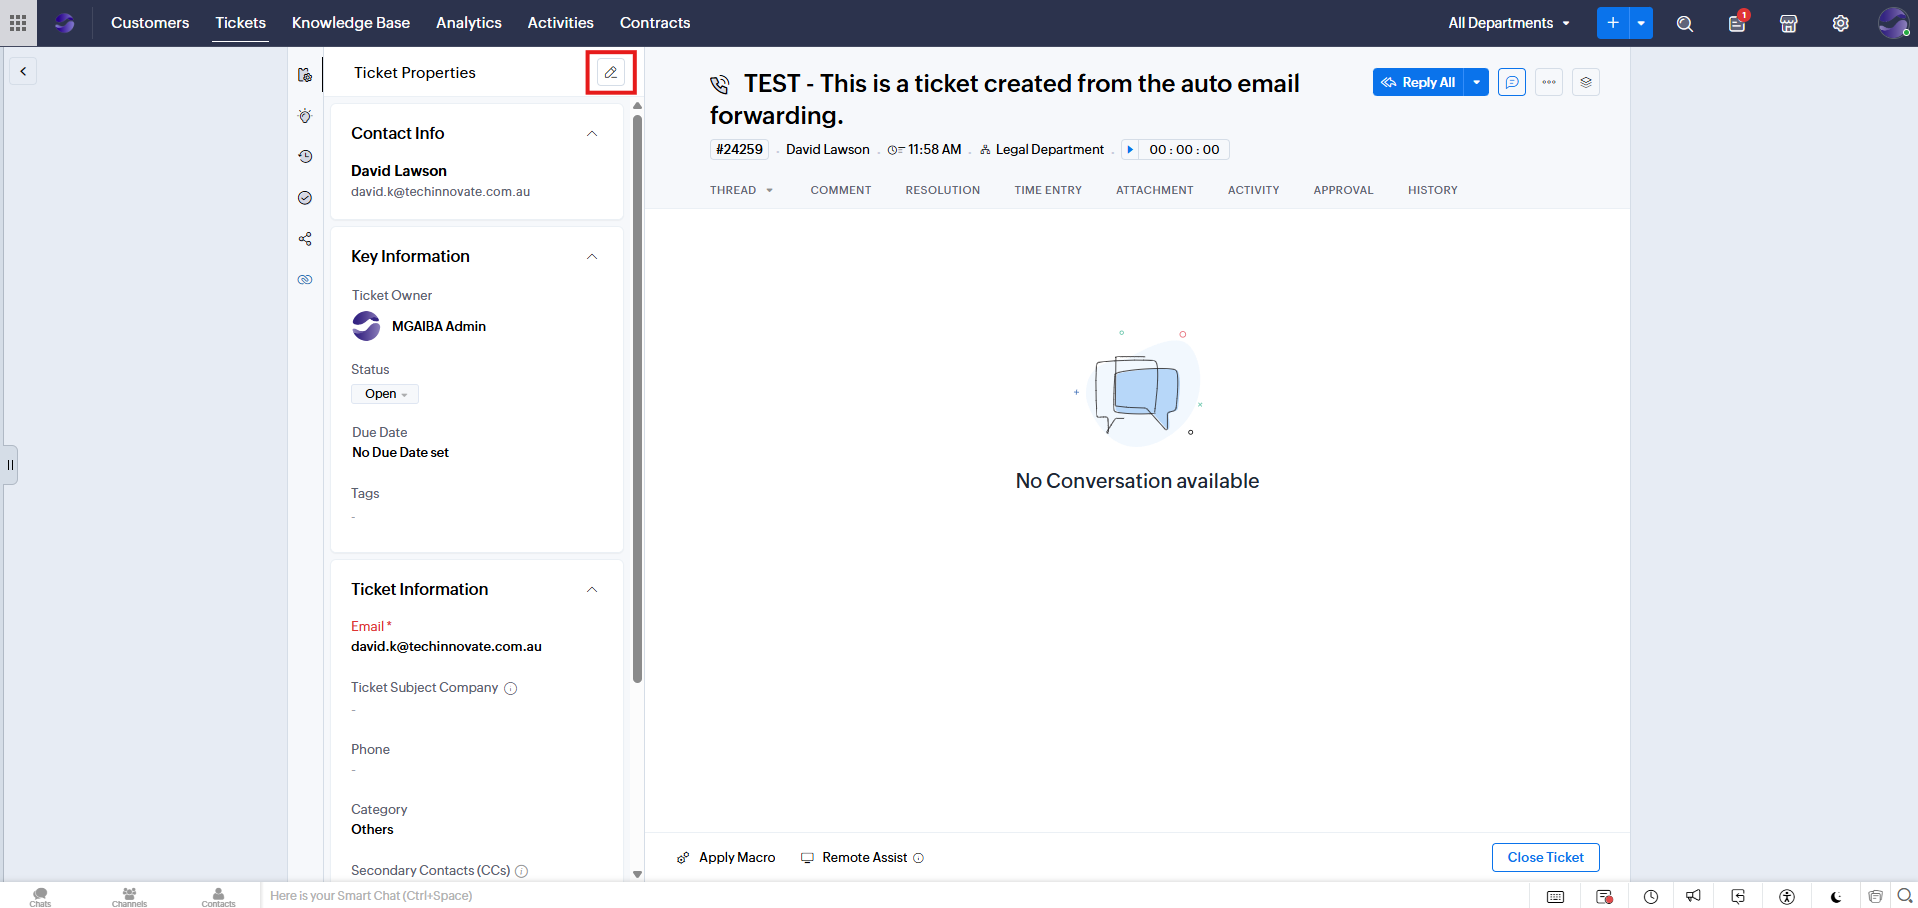 Customers
Tickets
Knowledge Base
Analytics
Activities
Contracts
All Departments
1
Ticket Properties
Contact Info
David Lawson
david.k@techinnovate.com.au
Key Information
Ticket Owner
MGAIBA Admin
Status
Open
Due Date
No Due Date set
Tags
-
Ticket Information
Email *
david.k@techinnovate.com.au
Ticket Subject Company
-
Phone
-
Category
Others
Secondary Contacts (CCs)
TEST - This is a ticket created from the auto email
forwarding.
Reply All
#24259 . David Lawson . 11:58 AM . Legal Department . 00 : 00 : 00
THREAD
COMMENT
RESOLUTION
TIME ENTRY
ATTACHMENT
ACTIVITY
APPROVAL
HISTORY
No Conversation available
Apply Macro
Remote Assist
Close Ticket
Chats
Channels
Contacts
Here is your Smart Chat (Ctrl+Space)